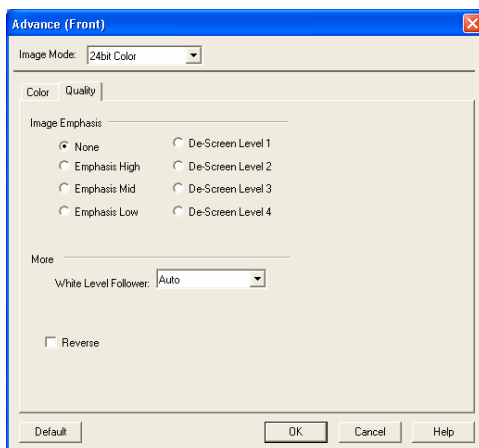 Advance (Front)
Image Mode: 24bit Color
Color Quality
Image Emphasis
None De-Screen Level 1
Emphasis High De-Screen Level 2
Emphasis Mid De-Screen Level 3
Emphasis Low De-Screen Level 4
More
White Level Follower: Auto
Reverse
Default OK Cancel Help